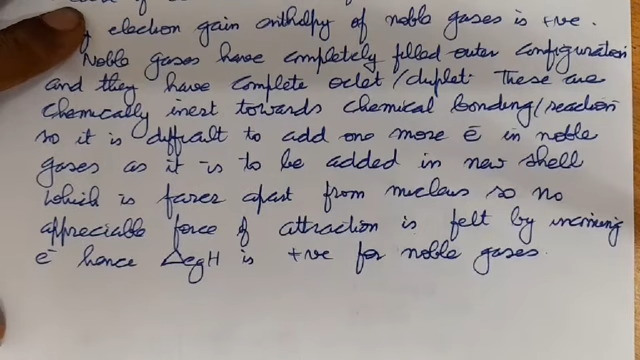 electron gain enthalpy of noble gases is +ve.
Noble gases have completely filled outer configuration
and they have complete octet/duplet. These are
chemically inert towards chemical bonding/reaction
so it is difficult to add one more e⁻ in noble
gases as it is to be added in new shell
which is farer apart from nucleus so no
appreciable force of attraction is felt by incoming
e⁻ hence ΔegH is +ve for noble gases.